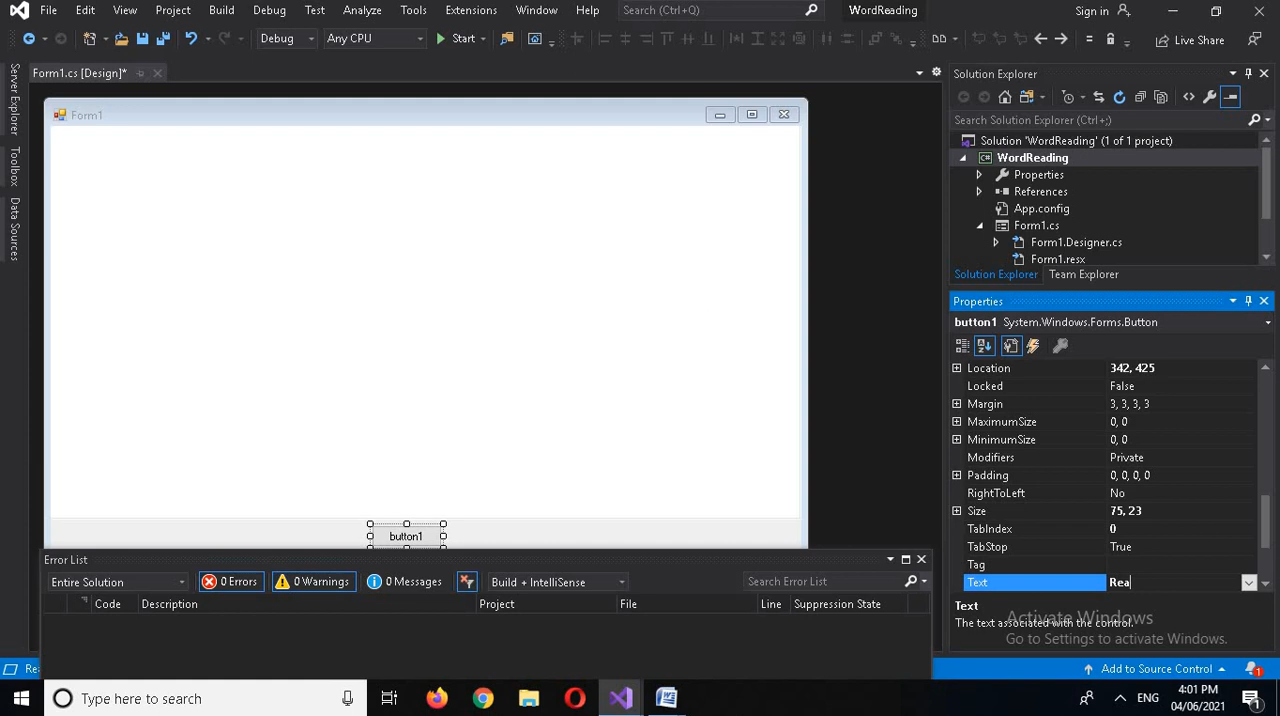 File Edit View Project Build Debug Test Analyze Tools Extensions Window Help Search (Ctrl+Q) WordReading Sign in
Debug Any CPU Start Live Share
Form1.cs [Design]*
Server Explorer
Toolbox
Data Sources
Form1
button1
Solution Explorer
Search Solution Explorer (Ctrl+;)
Solution 'WordReading' (1 of 1 project)
C# WordReading
Properties
References
App.config
Form1.cs
Form1.Designer.cs
Form1.resx
Solution Explorer Team Explorer
Properties
button1 System.Windows.Forms.Button
Location 342, 425
Locked False
Margin 3, 3, 3, 3
MaximumSize 0, 0
MinimumSize 0, 0
Modifiers Private
Padding 0, 0, 0, 0
RightToLeft No
Size 75, 23
TabIndex 0
TabStop True
Tag
Text Rea
Text
The text associated with the control.
Activate Windows
Go to Settings to activate Windows.
Error List
Entire Solution 0 Errors 0 Warnings 0 Messages Build + IntelliSense Search Error List
Code Description Project File Line Suppression State
Re Add to Source Control 1
Type here to search ENG 4:01 PM
04/06/2021 1